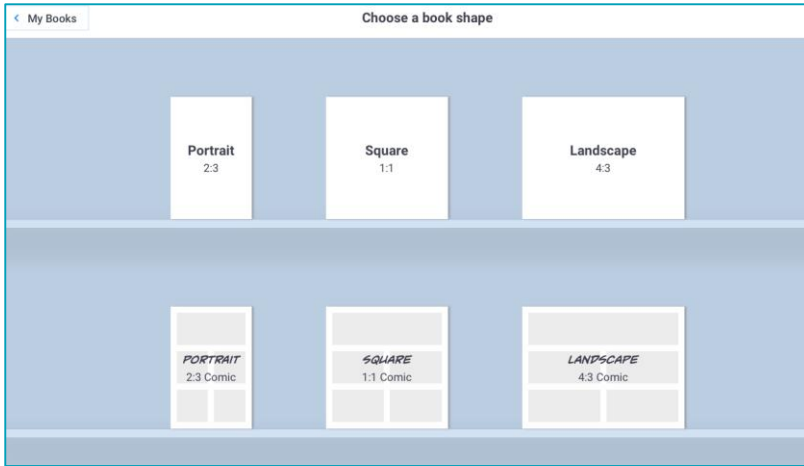 My Books
Choose a book shape
Portrait
2:3
Square
1:1
Landscape
4:3
PORTRAIT
2:3 Comic
SQUARE
1:1 Comic
LANDSCAPE
4:3 Comic